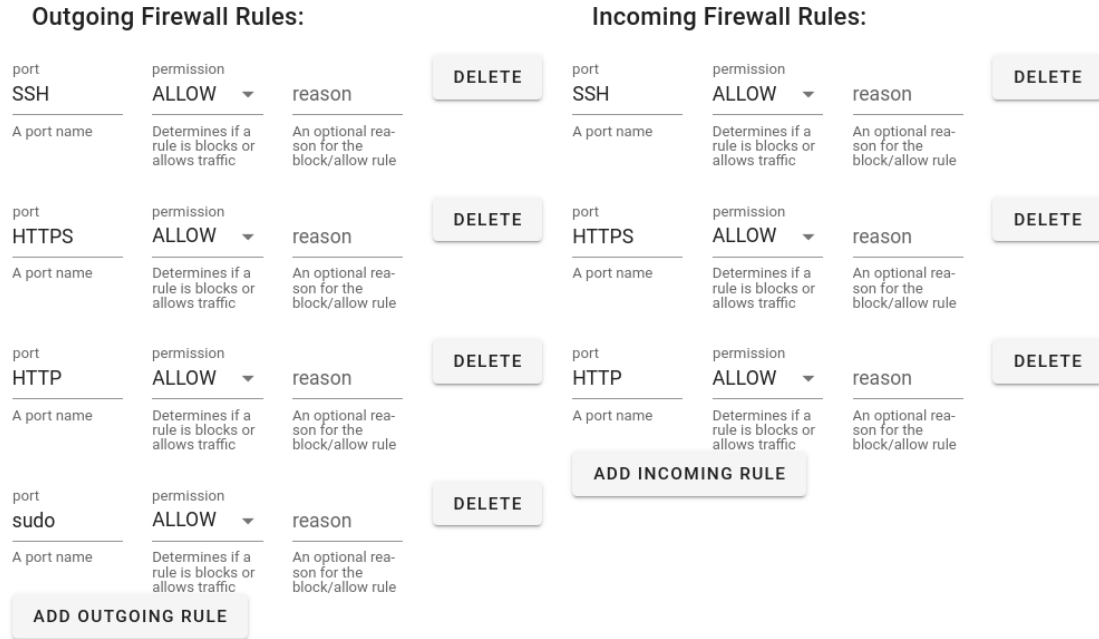 Outgoing Firewall Rules:
port
SSH
A port name
permission
ALLOW
Determines if a
rule is blocks or
allows traffic
reason
An optional rea-
son for the
block/allow rule
DELETE
port
HTTPS
A port name
permission
ALLOW
Determines if a
rule is blocks or
allows traffic
reason
An optional rea-
son for the
block/allow rule
DELETE
port
HTTP
A port name
permission
ALLOW
Determines if a
rule is blocks or
allows traffic
reason
An optional rea-
son for the
block/allow rule
DELETE
port
sudo
A port name
permission
ALLOW
Determines if a
rule is blocks or
allows traffic
reason
An optional rea-
son for the
block/allow rule
DELETE
ADD OUTGOING RULE
Incoming Firewall Rules:
port
SSH
A port name
permission
ALLOW
Determines if a
rule is blocks or
allows traffic
reason
An optional rea-
son for the
block/allow rule
DELETE
port
HTTPS
A port name
permission
ALLOW
Determines if a
rule is blocks or
allows traffic
reason
An optional rea-
son for the
block/allow rule
DELETE
port
HTTP
A port name
permission
ALLOW
Determines if a
rule is blocks or
allows traffic
reason
An optional rea-
son for the
block/allow rule
DELETE
ADD INCOMING RULE